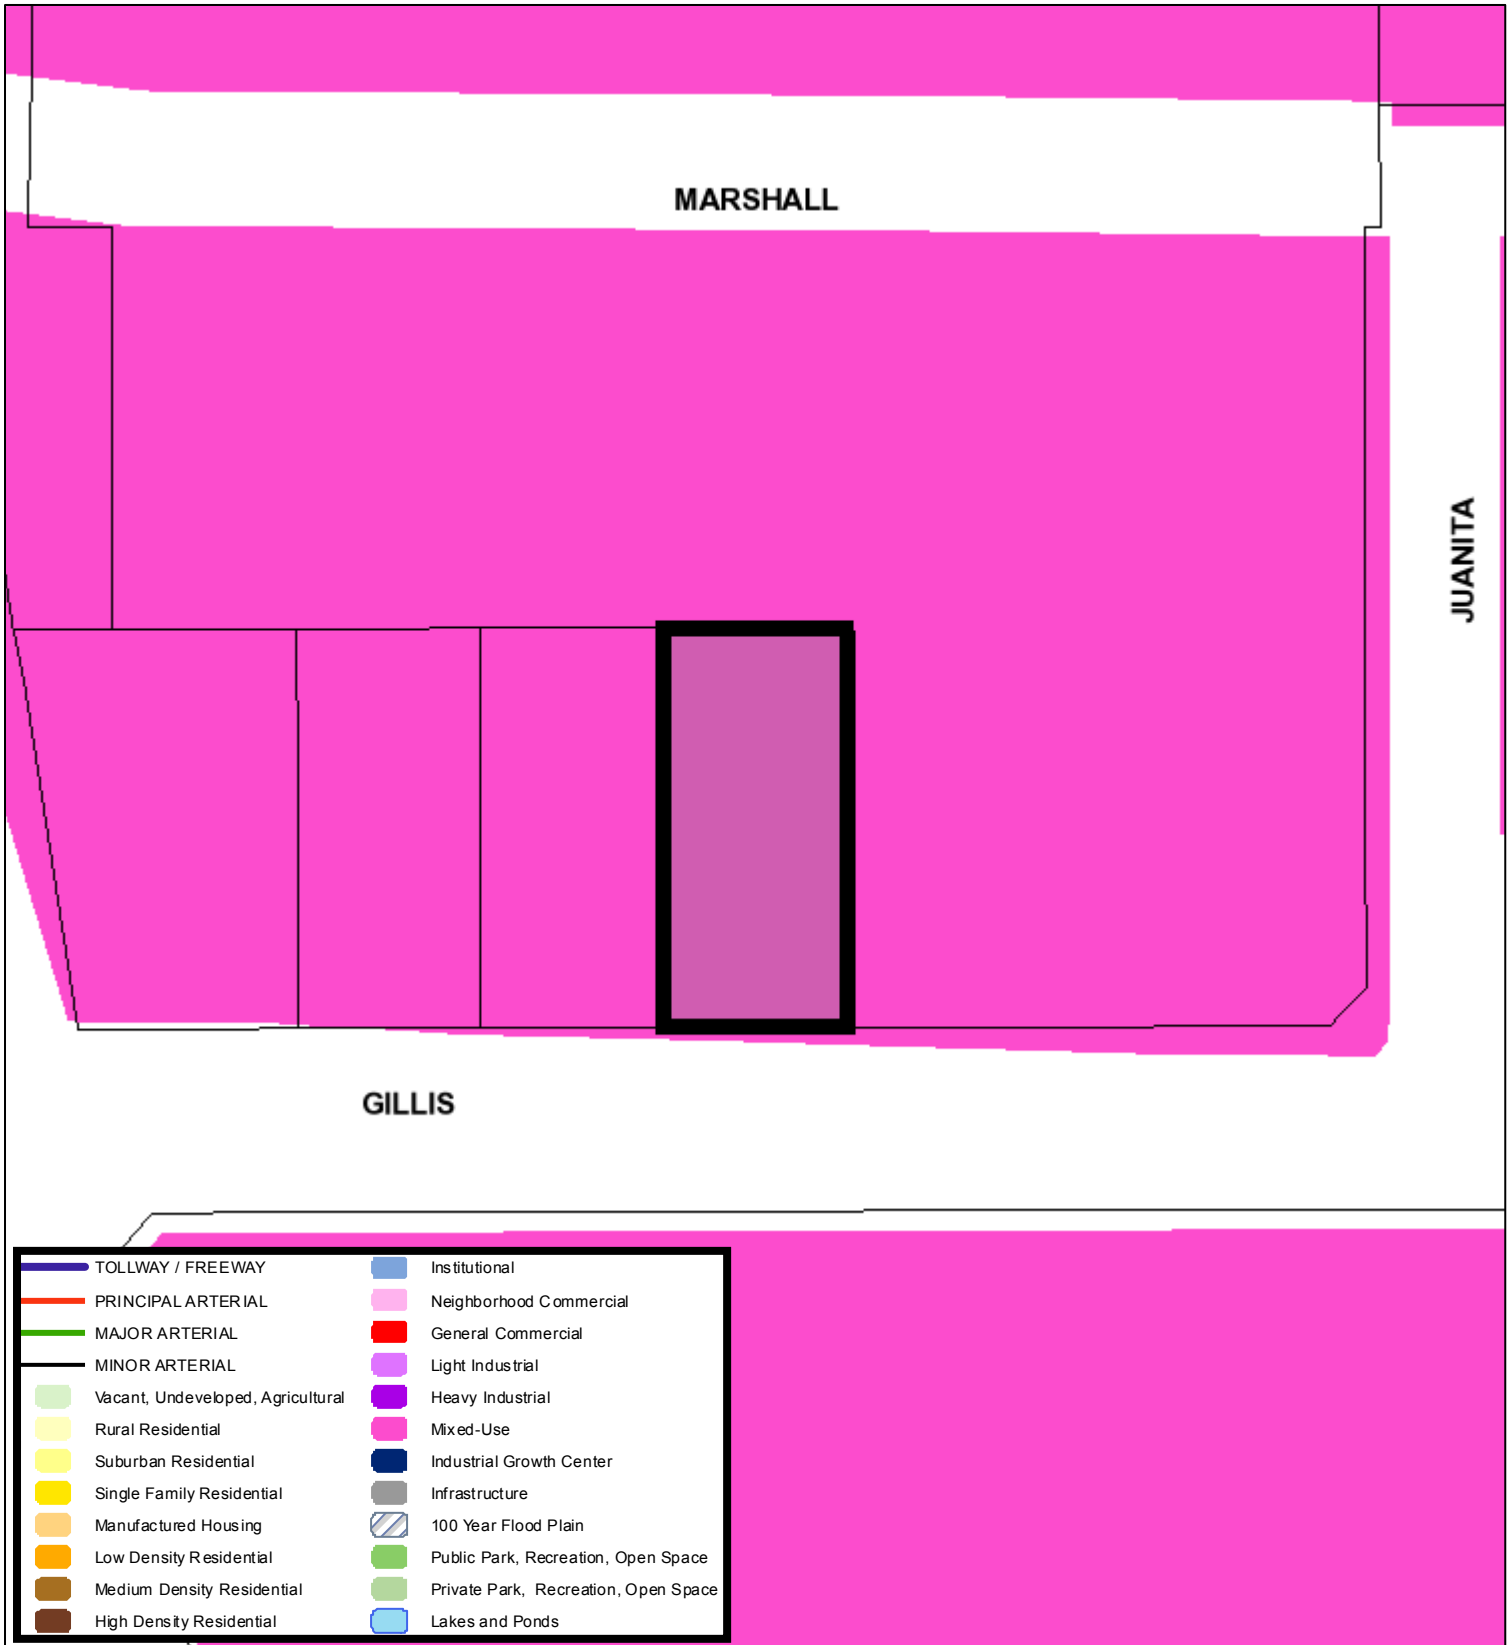 MARSHALL
JUANITA
GILLIS
TOLLWAY / FREEWAY
PRINCIPAL ARTERIAL
MAJOR ARTERIAL
MINOR ARTERIAL
Vacant, Undeveloped, Agricultural
Rural Residential
Suburban Residential
Single Family Residential
Manufactured Housing
Low Density Residential
Medium Density Residential
High Density Residential
Institutional
Neighborhood Commercial
General Commercial
Light Industrial
Heavy Industrial
Mixed-Use
Industrial Growth Center
Infrastructure
100 Year Flood Plain
Public Park, Recreation, Open Space
Private Park, Recreation, Open Space
Lakes and Ponds